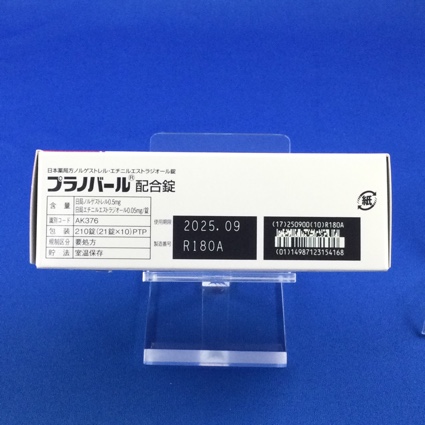 日本薬局方ノルゲストレル・エチニルエストラジオール錠
プラノバール®配合錠
含 量 日局ノルゲストレル0.5mg
日局エチニルエストラジオール0.05mg/錠
識別コード AK376
包 装 210錠(21錠×10)PTP
規制区分 要処方
貯 法 室温保存
使用期限 2025.09
製造番号 R180A
(17)250900(10)R180A
(01)14987123154168
紙